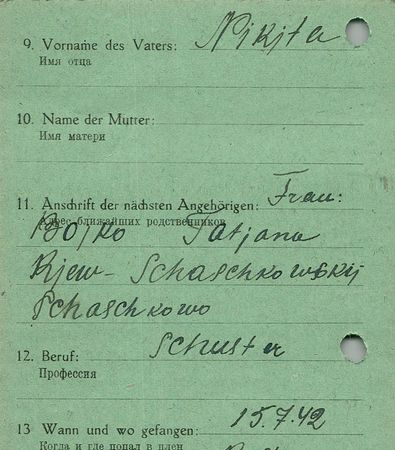 9. Vorname des Vaters: Nikita
Имя отца
10. Name der Mutter:
Имя матери
11. Anschrift der nächsten Angehörigen: Frau:
Адрес ближайших родственников
Bojko Tatjana
Kjew- Schaschkowskij
Schaschkowo
12. Beruf: Schuster
Профессия
13 Wann und wo gefangen: 15.7.42
Когда и где попал в плен